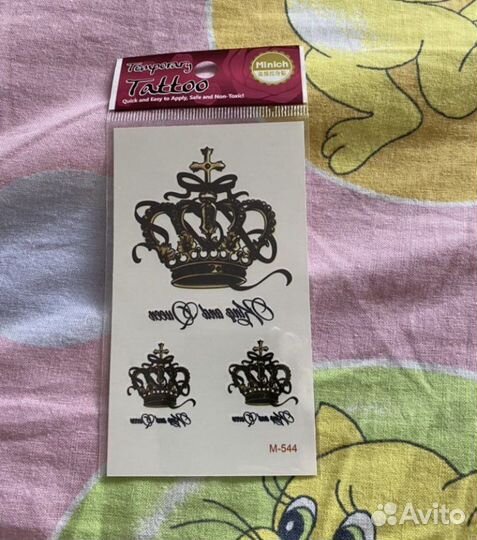 Temporary
Tattoo
Quick and Easy to Apply, Safe and Non-Toxic!
Minich
King and Queen
King and Queen
King and Queen
M-544
Avito